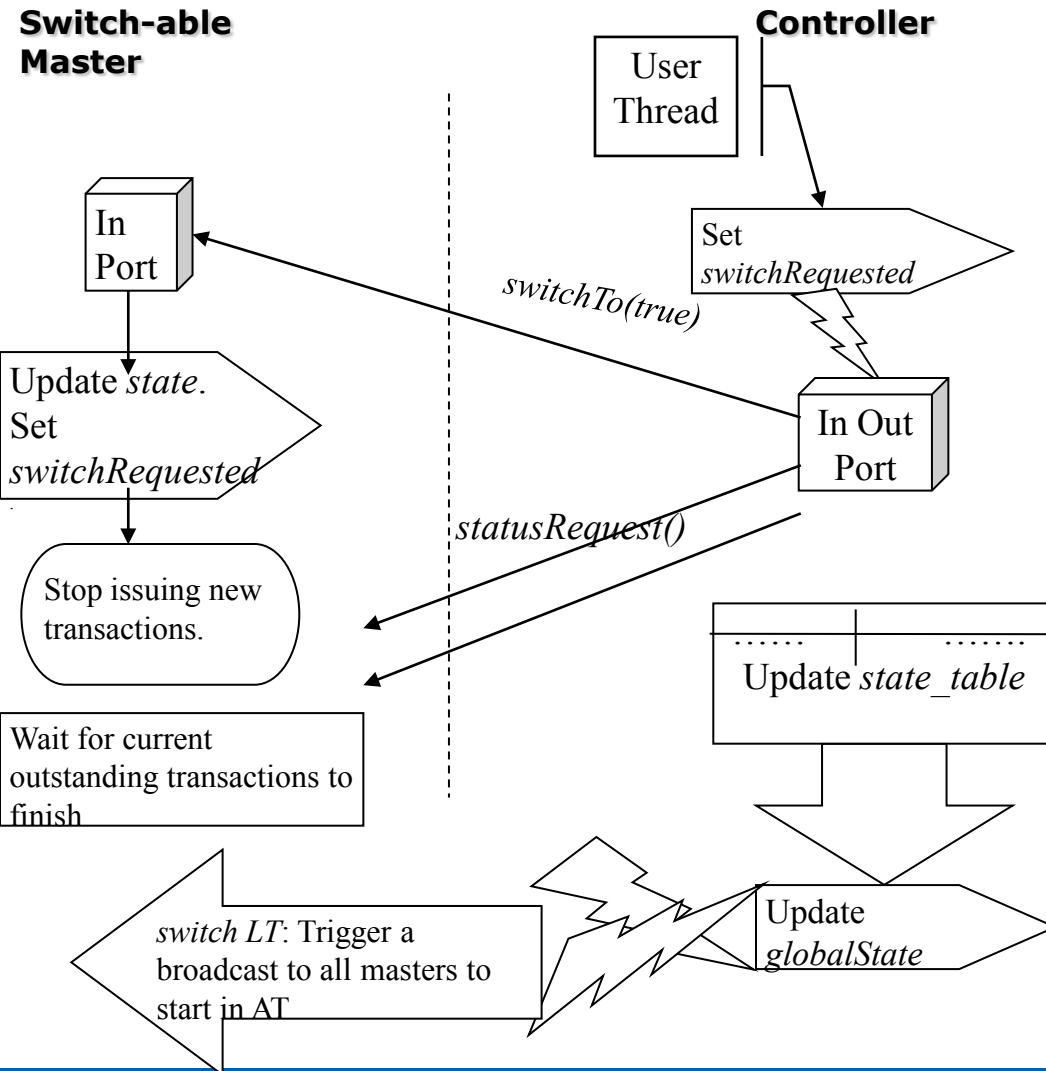 Switch-able
Master
Controller
User
Thread
In
Port
Set
switchRequested
switchTo(true)
Update state.
Set
switchRequested
.
In Out
Port
statusRequest()
Stop issuing new
transactions.
Update state_table
Wait for current
outstanding transactions to
finish
switch LT: Trigger a
broadcast to all masters to
start in AT
Update
globalState